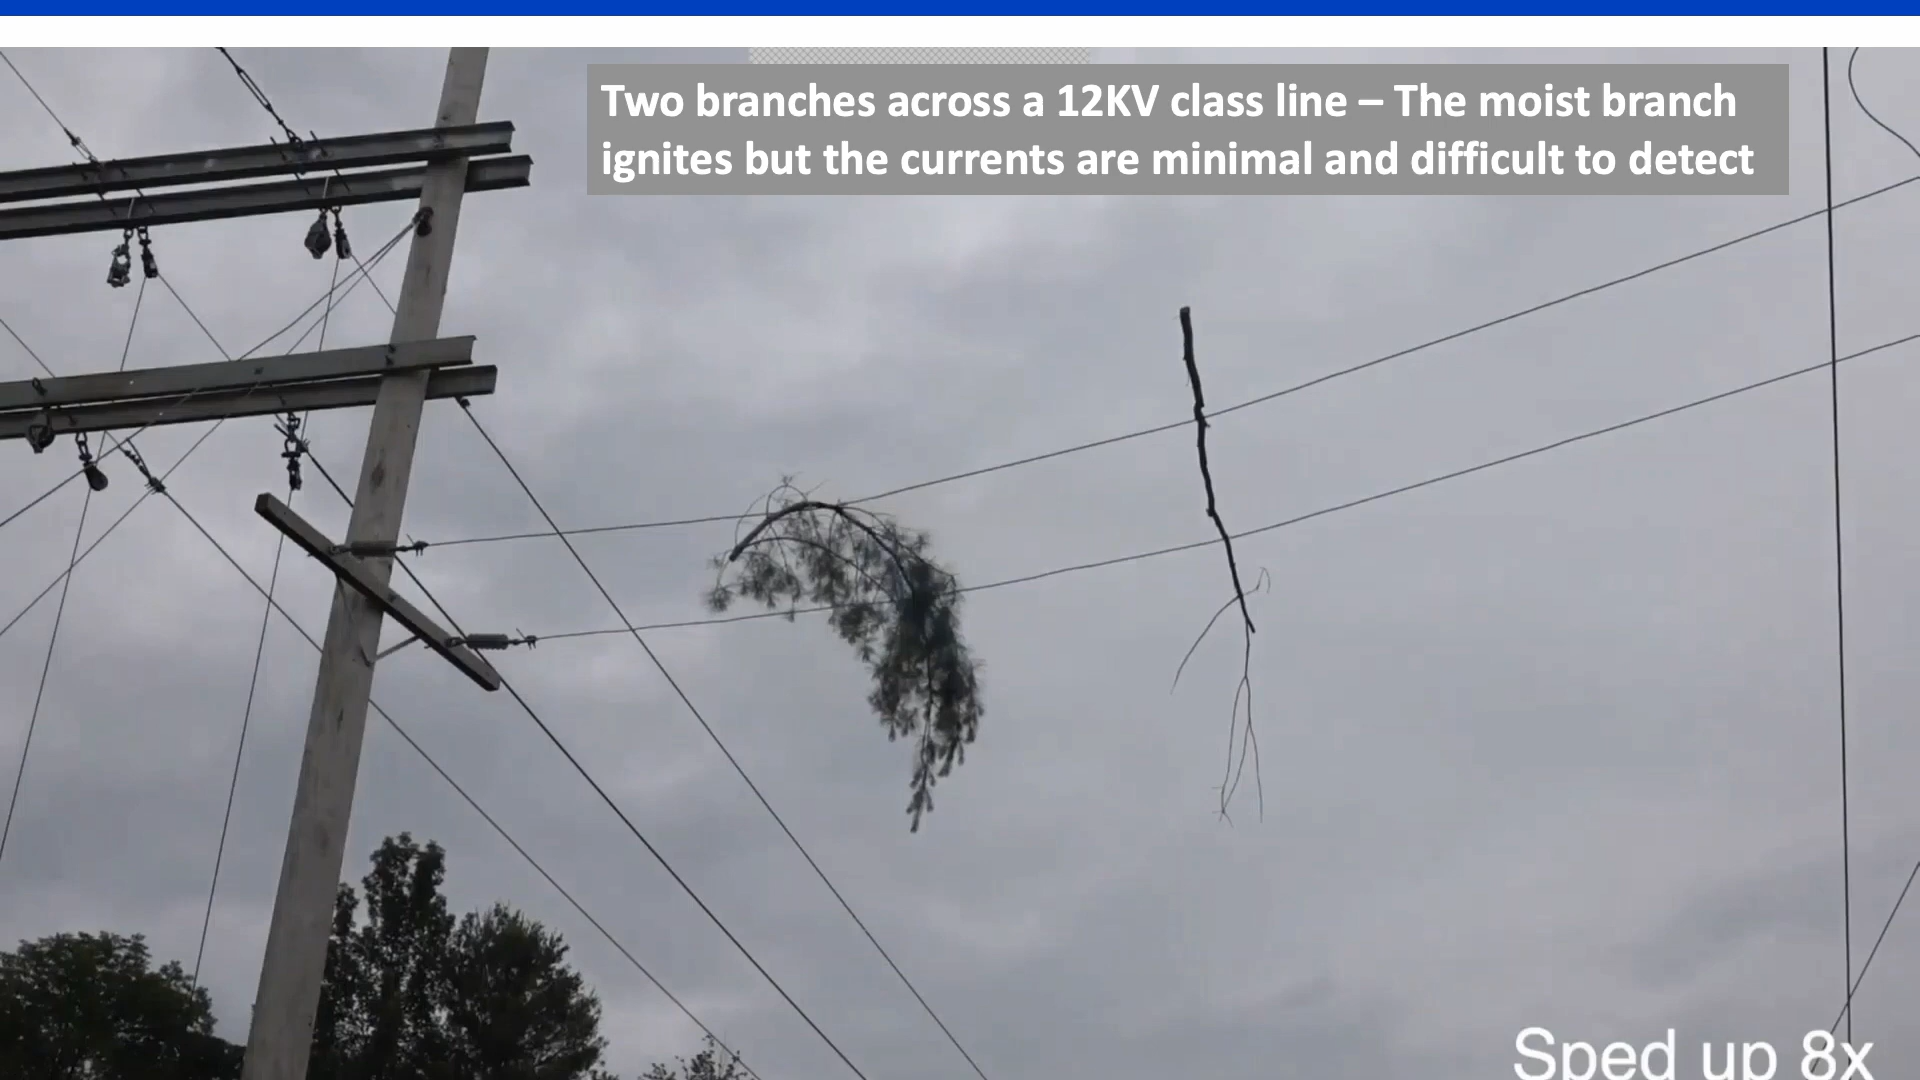 Two branches across a 12KV class line – The moist branch
ignites but the currents are minimal and difficult to detect
Sped up 8x